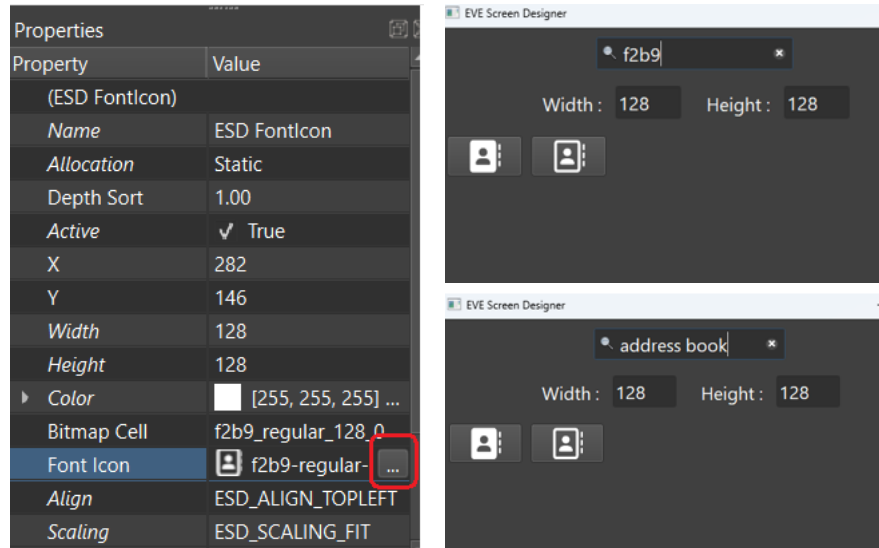 Properties
Property Value
(ESD FontIcon)
Name ESD FontIcon
Allocation Static
Depth Sort 1.00
Active True
X 282
Y 146
Width 128
Height 128
Color [255, 255, 255] ...
Bitmap Cell f2b9_regular_128_0
Font Icon f2b9-regular- ...
Align ESD_ALIGN_TOPLEFT
Scaling ESD_SCALING_FIT
EVE Screen Designer
f2b9
Width : 128 Height : 128
EVE Screen Designer
address book
Width : 128 Height : 128